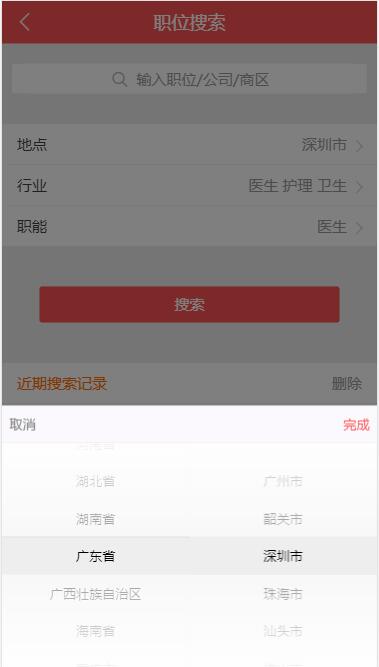 职位搜索
输入职位/公司/商区
地点 深圳市
行业 医生 护理 卫生
职能 医生
搜索
近期搜索记录 删除
取消 完成
湖北省 广州市
湖南省 韶关市
广东省 深圳市
广西壮族自治区 珠海市
海南省 汕头市